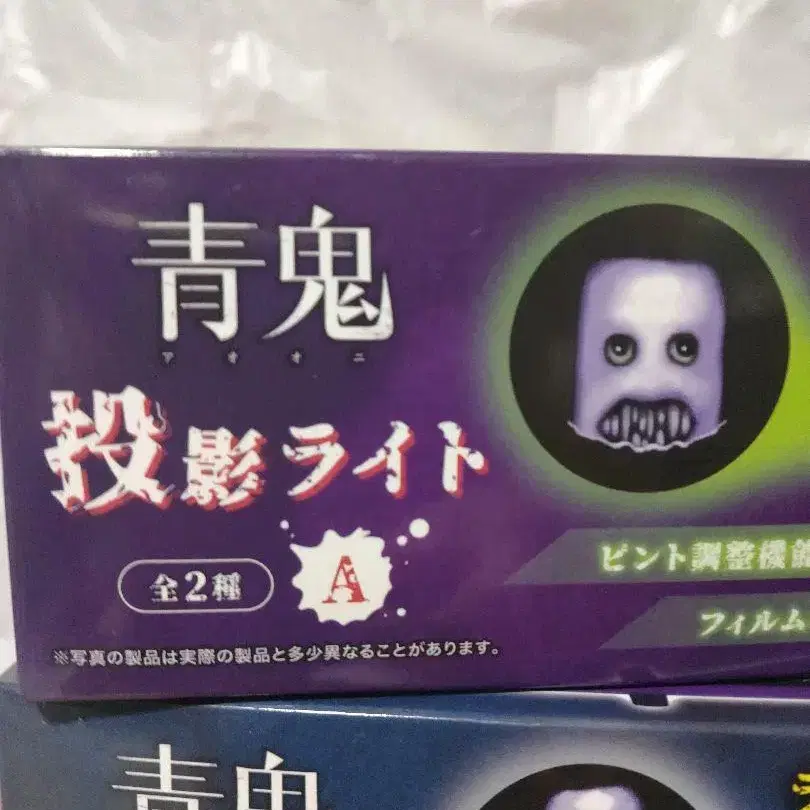 青鬼
アオオニ
投影ライト
全2種
A
ピント調整機能
フィルム
※写真の製品は実際の製品と多少異なることがあります。
青鬼